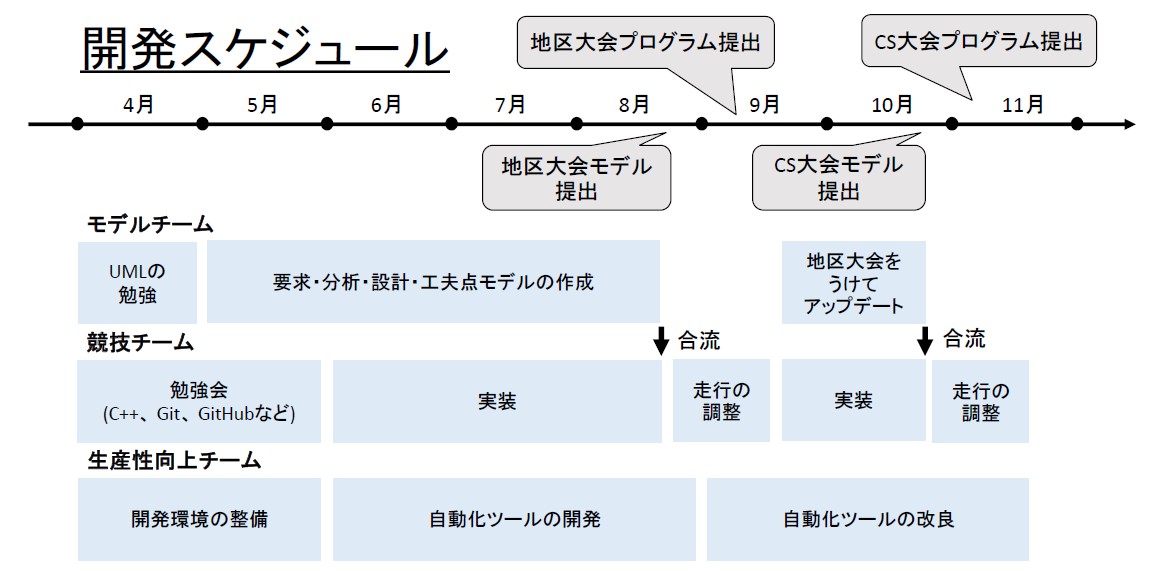 開発スケジュール
地区大会プログラム提出
CS大会プログラム提出
4月
5月
6月
7月
8月
9月
10月
11月
地区大会モデル
提出
CS大会モデル
提出
モデルチーム
UMLの
勉強
要求・分析・設計・工夫点モデルの作成
地区大会を
うけて
アップデート
競技チーム
合流
合流
勉強会
(C++、Git、GitHubなど)
実装
走行の
調整
実装
走行の
調整
生産性向上チーム
開発環境の整備
自動化ツールの開発
自動化ツールの改良